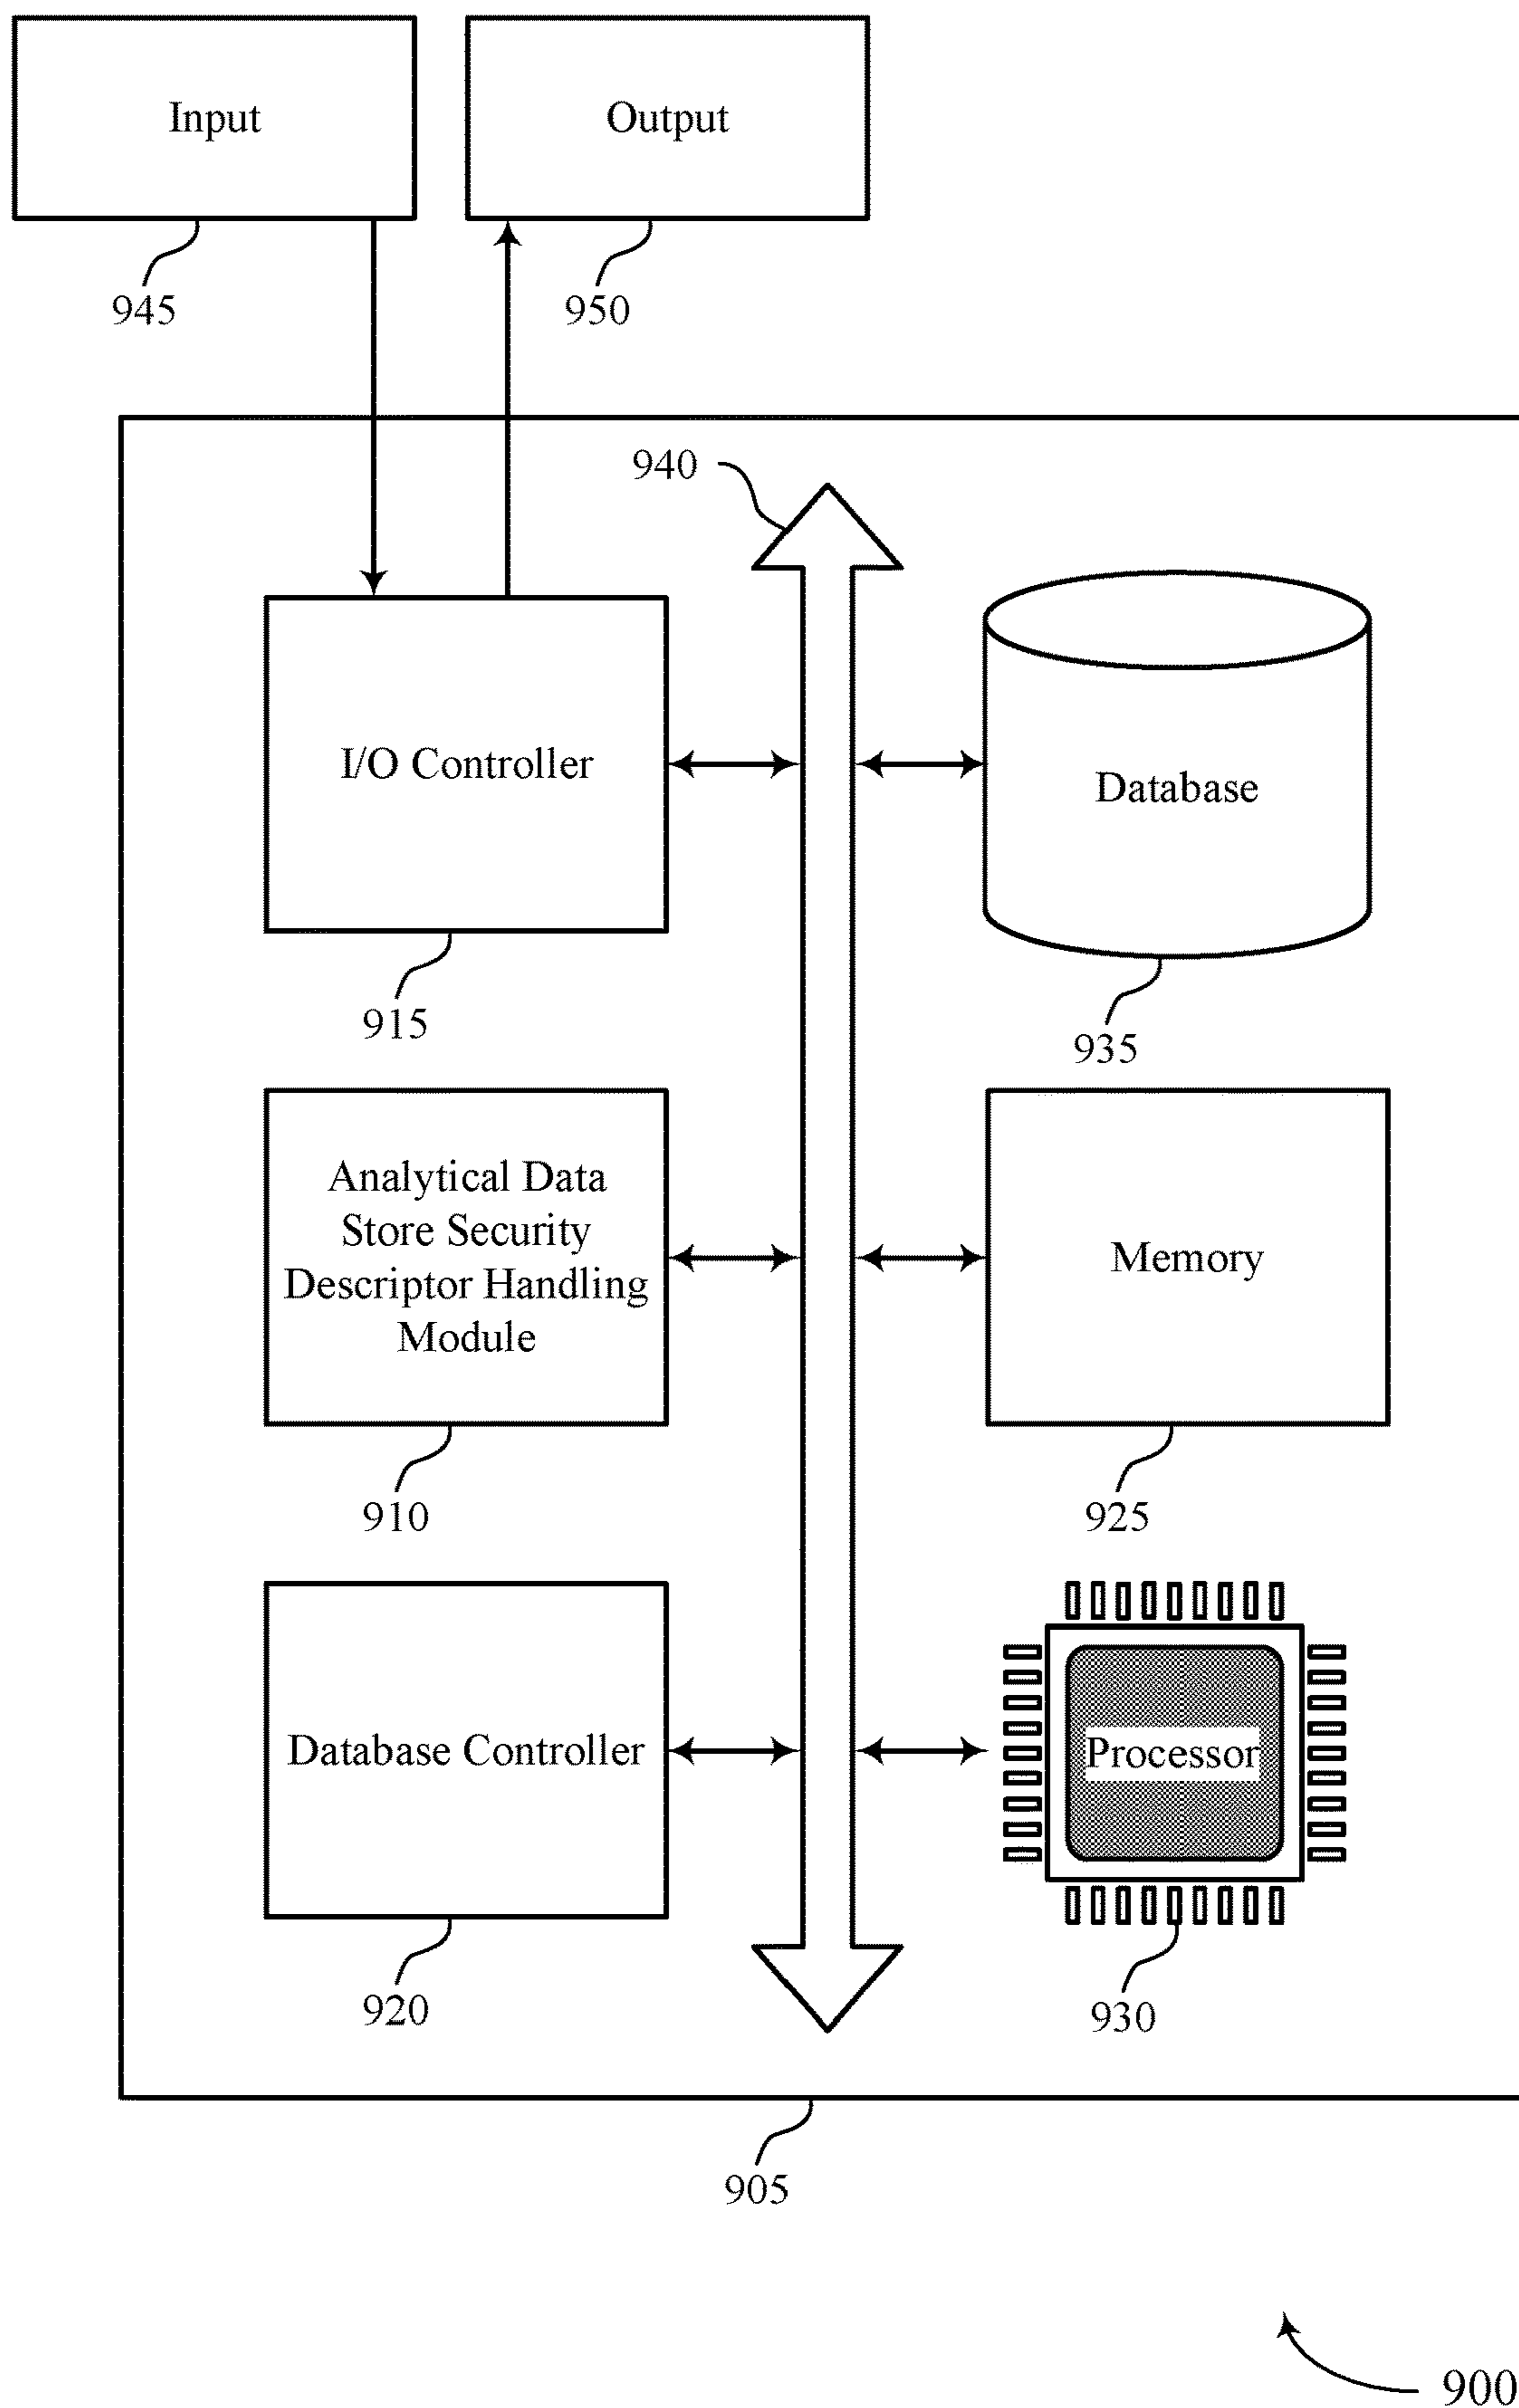 Input
Output
945
950
940
I/O Controller
Database
915
935
Analytical Data
Store Security
Descriptor Handling
Module
Memory
910
925
Database Controller
Processor
920
930
905
900